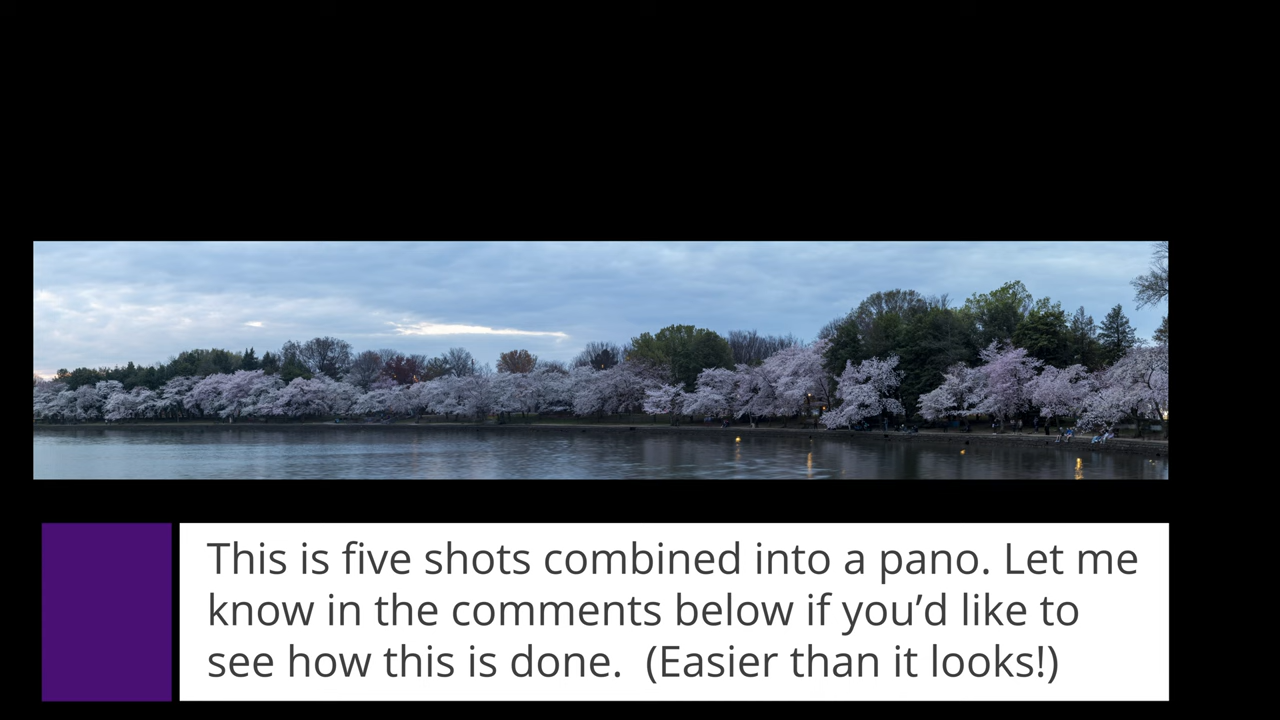 This is five shots combined into a pano. Let me
know in the comments below if you’d like to
see how this is done.  (Easier than it looks!)